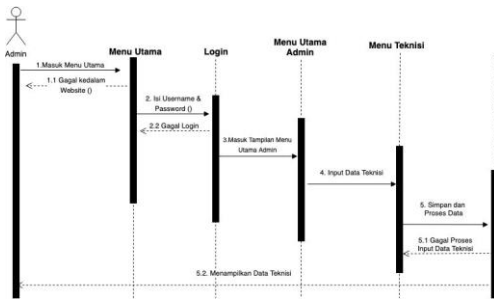 Admin
Menu Utama
Login
Menu Utama
Admin
Menu Teknisi
1.Masuk Menu Utama
1.1 Gagal kedalam
Website ()
2. Isi Username &
Password ()
2.2 Gagal Login
3.Masuk Tampilan Menu
Utama Admin
4. Input Data Teknisi
5. Simpan dan
Proses Data
5.1 Gagal Proses
Input Data Teknisi
5.2. Menampilkan Data Teknisi